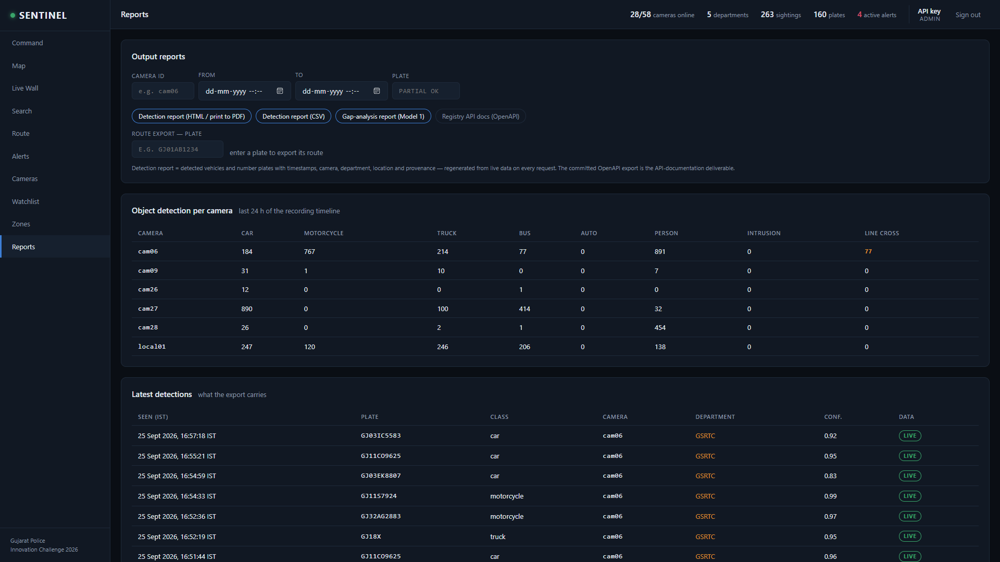 SENTINEL
Reports
28/58 cameras online 5 departments 263 sightings 160 plates 4 active alerts
API key
ADMIN
Sign out
Command
Map
Live Wall
Search
Route
Alerts
Cameras
Watchlist
Zones
Reports
Gujarat Police
Innovation Challenge 2026
Output reports
CAMERA ID FROM TO PLATE
e.g. cam06 dd-mm-yyyy --:-- dd-mm-yyyy --:-- PARTIAL OK
Detection report (HTML / print to PDF) Detection report (CSV) Gap-analysis report (Model 1) Registry API docs (OpenAPI)
ROUTE EXPORT — PLATE
E.G. GJ01AB1234 enter a plate to export its route
Detection report = detected vehicles and number plates with timestamps, camera, department, location and provenance — regenerated from live data on every request. The committed OpenAPI export is the API-documentation deliverable.
Object detection per camera last 24 h of the recording timeline
CAMERA CAR MOTORCYCLE TRUCK BUS AUTO PERSON INTRUSION LINE CROSS
cam06 184 767 214 77 0 891 0 77
cam09 31 1 10 0 0 7 0 0
cam26 12 0 0 1 0 0 0 0
cam27 890 0 100 414 0 32 0 0
cam28 26 0 2 1 0 454 0 0
local01 247 120 246 206 0 138 0 0
Latest detections what the export carries
SEEN (IST) PLATE CLASS CAMERA DEPARTMENT CONF. DATA
25 Sept 2026, 16:57:18 IST GJ03IC5583 car cam06 GSRTC 0.92 LIVE
25 Sept 2026, 16:55:21 IST GJ11CO9625 car cam06 GSRTC 0.95 LIVE
25 Sept 2026, 16:54:59 IST GJ03EK8807 car cam06 GSRTC 0.83 LIVE
25 Sept 2026, 16:54:33 IST GJ11S7924 motorcycle cam06 GSRTC 0.99 LIVE
25 Sept 2026, 16:52:36 IST GJ32AG2883 motorcycle cam06 GSRTC 0.97 LIVE
25 Sept 2026, 16:52:19 IST GJ18X truck cam06 GSRTC 0.95 LIVE
25 Sept 2026, 16:51:44 IST GJ11CO9625 car cam06 GSRTC 0.96 LIVE